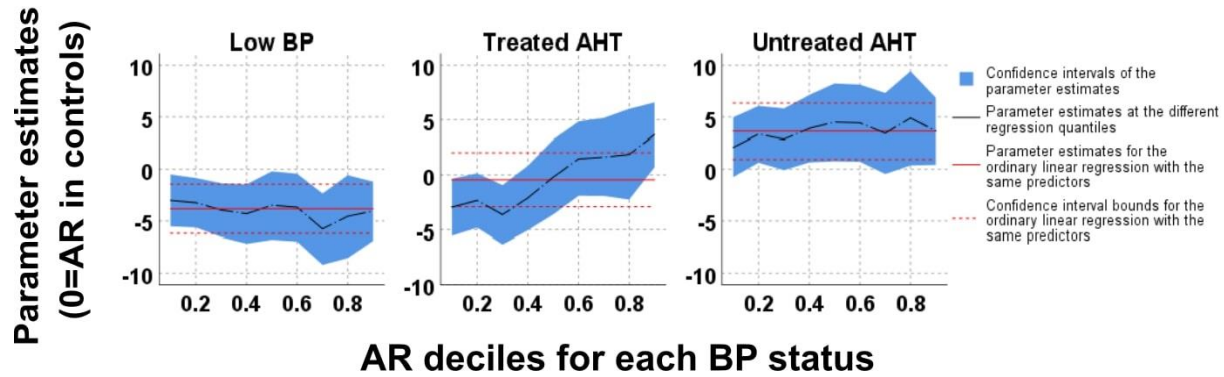 Parameter estimates
(0=AR in controls)
Low BP
10
5
0
-5
-10
0.2 0.4 0.6 0.8
Treated AHT
10
5
0
-5
-10
0.2 0.4 0.6 0.8
Untreated AHT
10
5
0
-5
-10
0.2 0.4 0.6 0.8
Confidence intervals of the
parameter estimates
Parameter estimates at the different
regression quantiles
Parameter estimates for the
ordinary linear regression with the
same predictors
Confidence interval bounds for the
ordinary linear regression with the
same predictors
AR deciles for each BP status